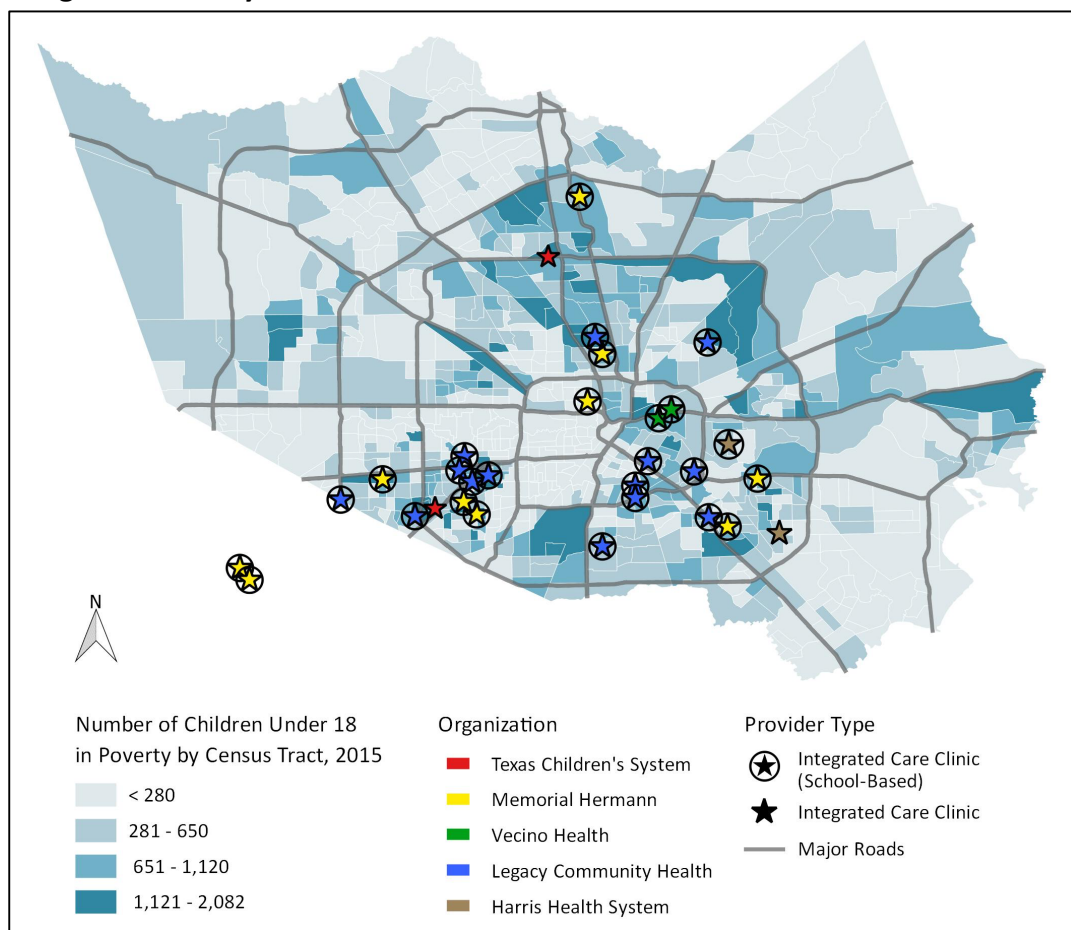 N
Number of Children Under 18
in Poverty by Census Tract, 2015
< 280
281 - 650
651 - 1,120
1,121 - 2,082
Organization
Texas Children's System
Memorial Hermann
Vecino Health
Legacy Community Health
Harris Health System
Provider Type
Integrated Care Clinic
(School-Based)
Integrated Care Clinic
Major Roads